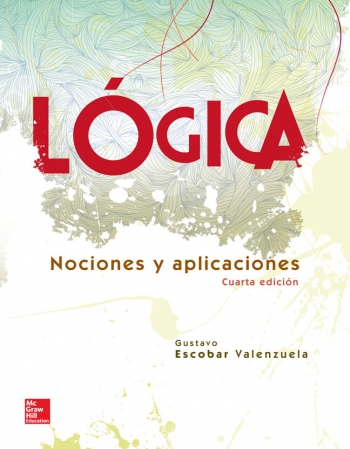 LÓGICA
Nociones y aplicaciones
Cuarta edición
Gustavo
Escobar Valenzuela
Mc
Graw
Hill
Education